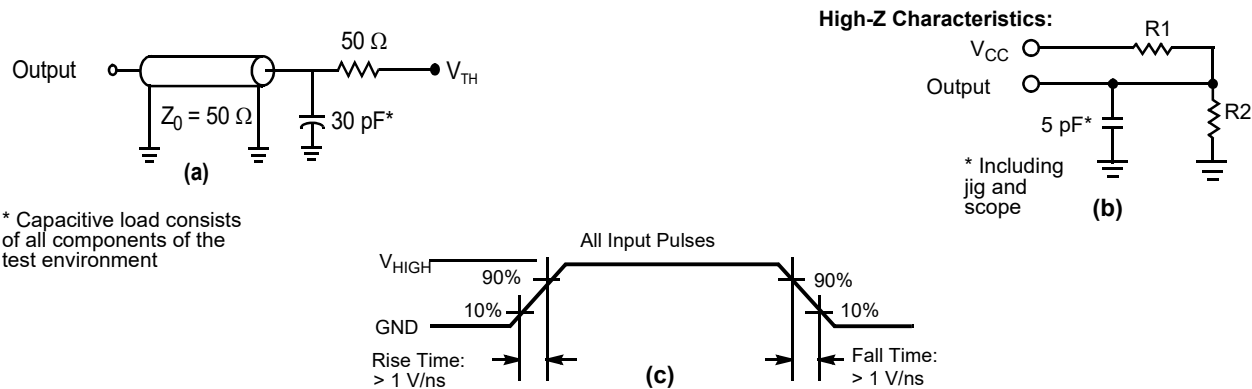 High-Z Characteristics:
50 Ω
Output
V_TH
Z_0 = 50 Ω
30 pF*
(a)
* Capacitive load consists
of all components of the
test environment
R1
V_CC
Output
R2
5 pF*
* Including
jig and
scope
(b)
All Input Pulses
V_HIGH
90%
90%
10%
10%
GND
Rise Time:
> 1 V/ns
(c)
Fall Time:
> 1 V/ns